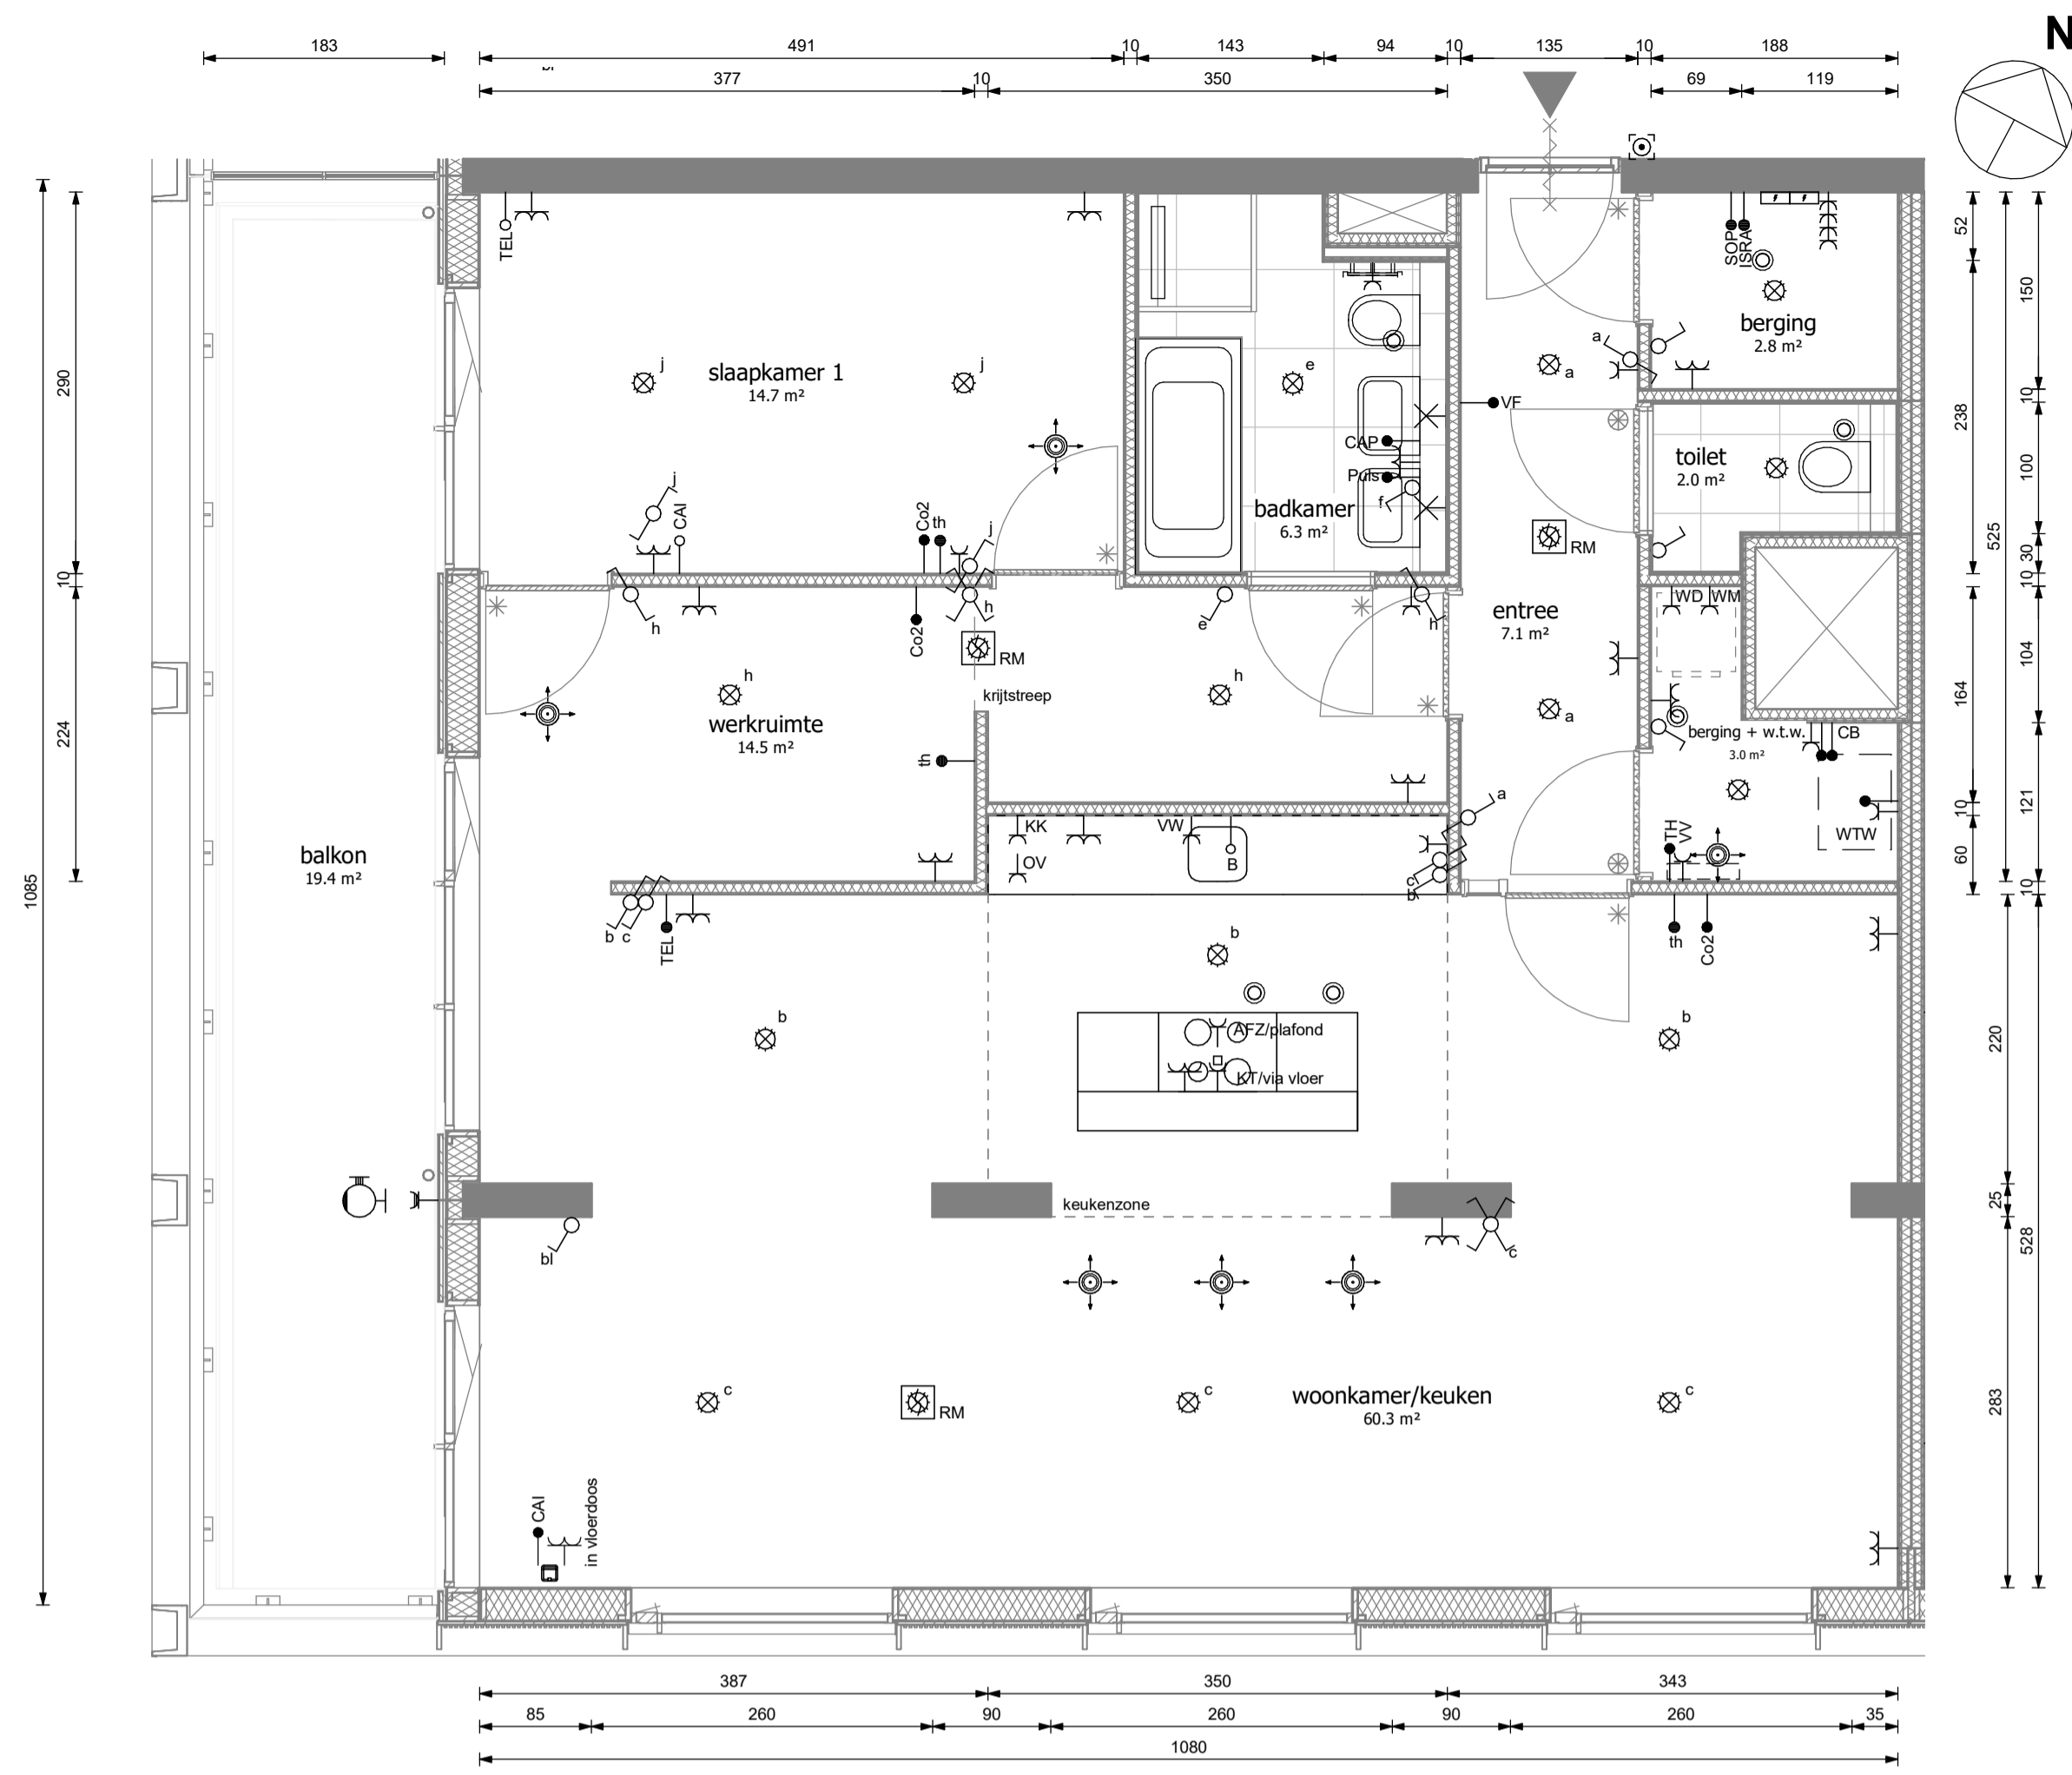 N
183
491
10
143
94
10
135
10
188
377
10
350
69
119
TEL
SOP
ISRA
52
150
290
j
j
slaapkamer 1
14.7 m²
e
a
a
berging
2.8 m²
VF
10
238
CAP
Puls
f
badkamer
6.3 m²
toilet
2.0 m²
100
j
CAI
Co2
th
j
RM
525
30
10
10
h
Co2
h
e
h
entree
7.1 m²
WD
WM
RM
krijtstreep
h
h
werkruimte
14.5 m²
a
104
164
224
th
berging + w.t.w.
3.0 m²
CB
a
121
10
KK
VW
OV
B
c
b
TH
VV
WTW
60
10
balkon
19.4 m²
1085
b
c
TEL
b
th
Co2
b
b
AFZ/plafond
KT/via vloer
220
keukenzone
25
bl
c
528
c
RM
c
woonkamer/keuken
60.3 m²
c
283
CAI
in vloerdoos
387
350
343
85
260
90
260
90
260
35
1080